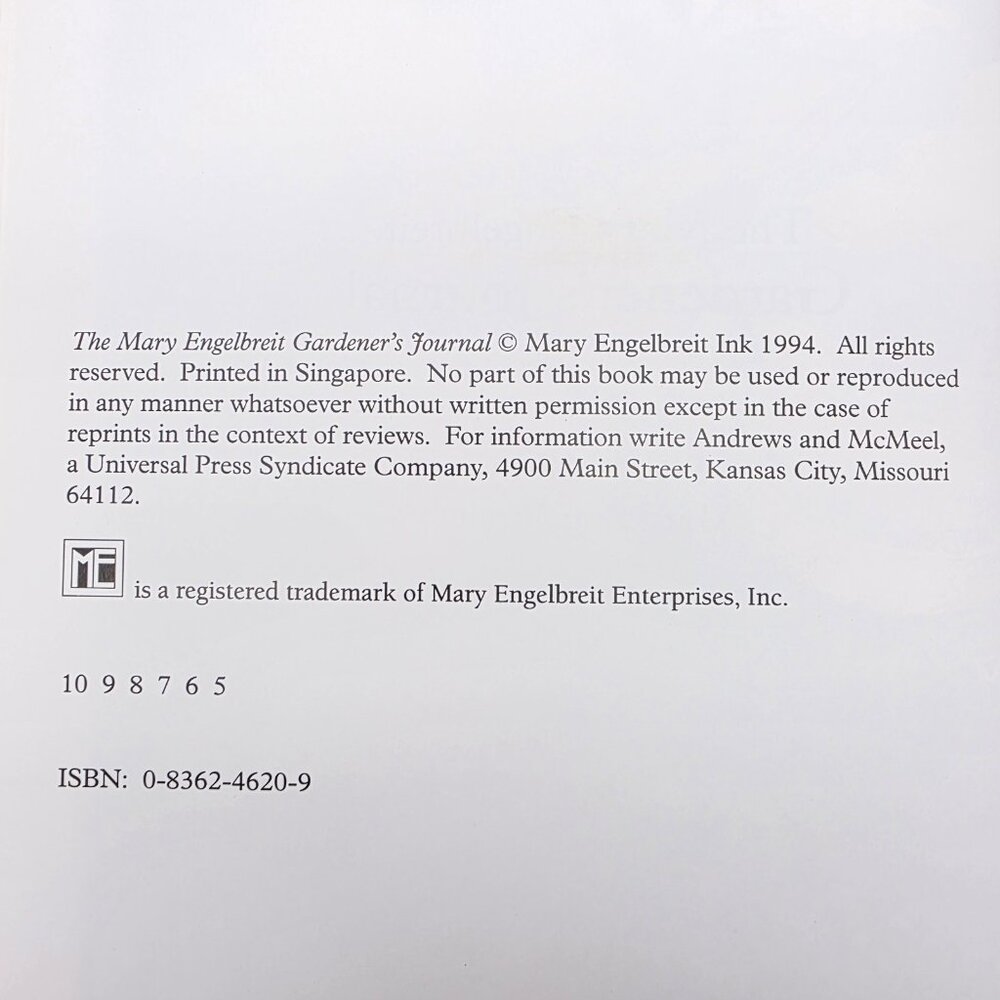 The Mary Engelbreit Gardener's Journal © Mary Engelbreit Ink 1994. All rights
reserved. Printed in Singapore. No part of this book may be used or reproduced
in any manner whatsoever without written permission except in the case of
reprints in the context of reviews. For information write Andrews and McMeel,
a Universal Press Syndicate Company, 4900 Main Street, Kansas City, Missouri
64112.
ME is a registered trademark of Mary Engelbreit Enterprises, Inc.
10 9 8 7 6 5
ISBN: 0-8362-4620-9